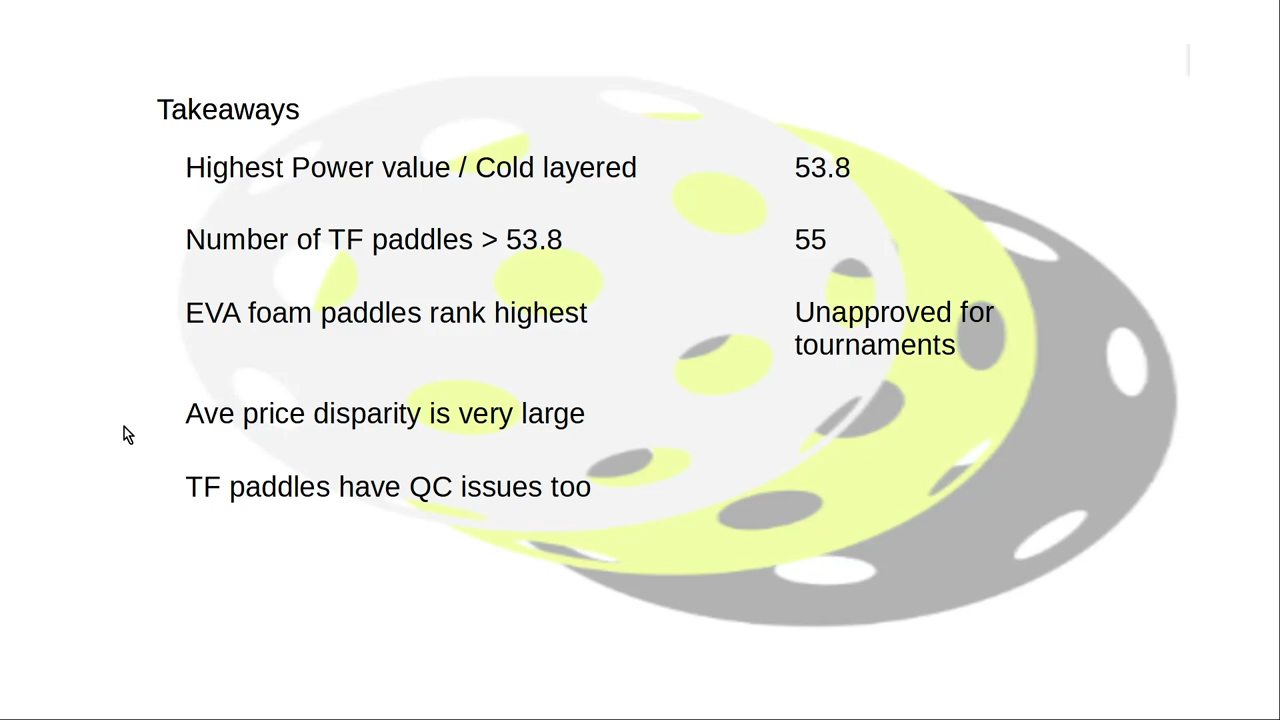 Takeaways
Highest Power value / Cold layered 53.8
Number of TF paddles > 53.8 55
EVA foam paddles rank highest Unapproved for
tournaments
Ave price disparity is very large
TF paddles have QC issues too